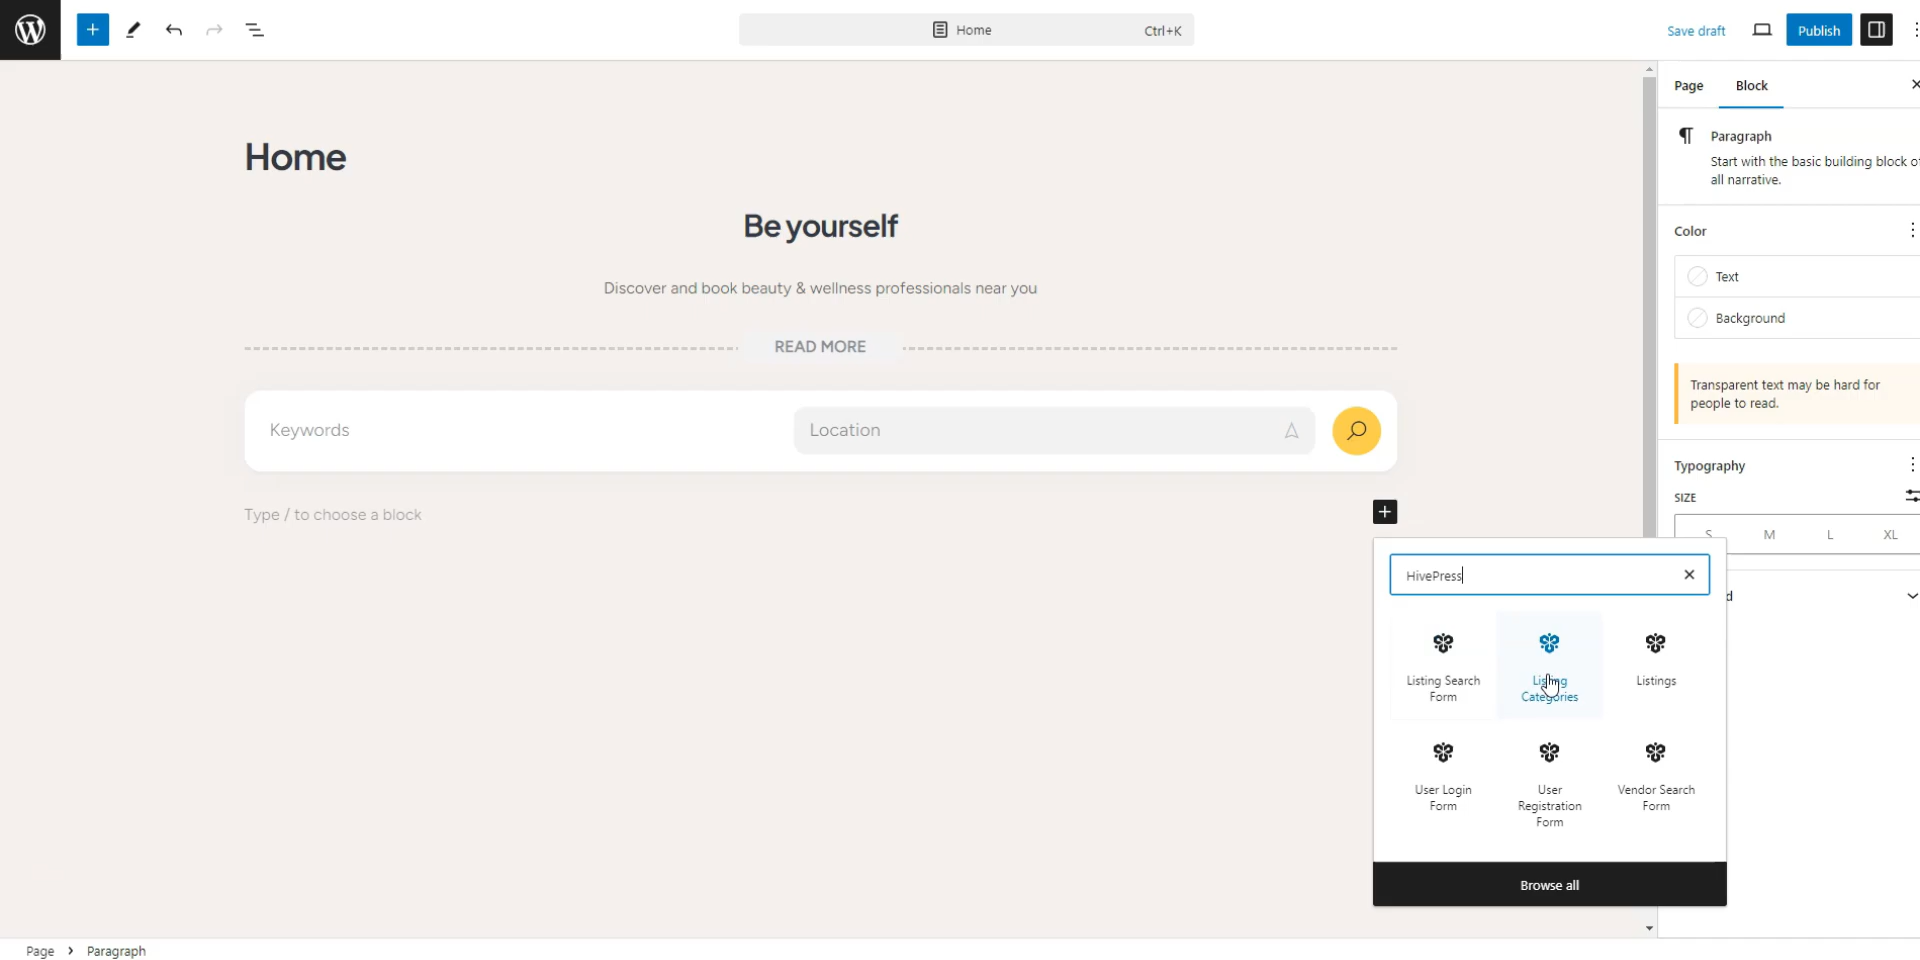 Home
Ctrl+K
Save draft
Publish
Page
Block
Home
Paragraph
Start with the basic building block of
all narrative.
Be yourself
Color
Text
Discover and book beauty & wellness professionals near you
Background
READ MORE
Transparent text may be hard for
people to read.
Keywords
Location
Typography
SIZE
Type / to choose a block
S
M
L
XL
HivePress
d
Listing Search
Form
Listing
Categories
Listings
User Login
Form
User
Registration
Form
Vendor Search
Form
Browse all
Page
Paragraph